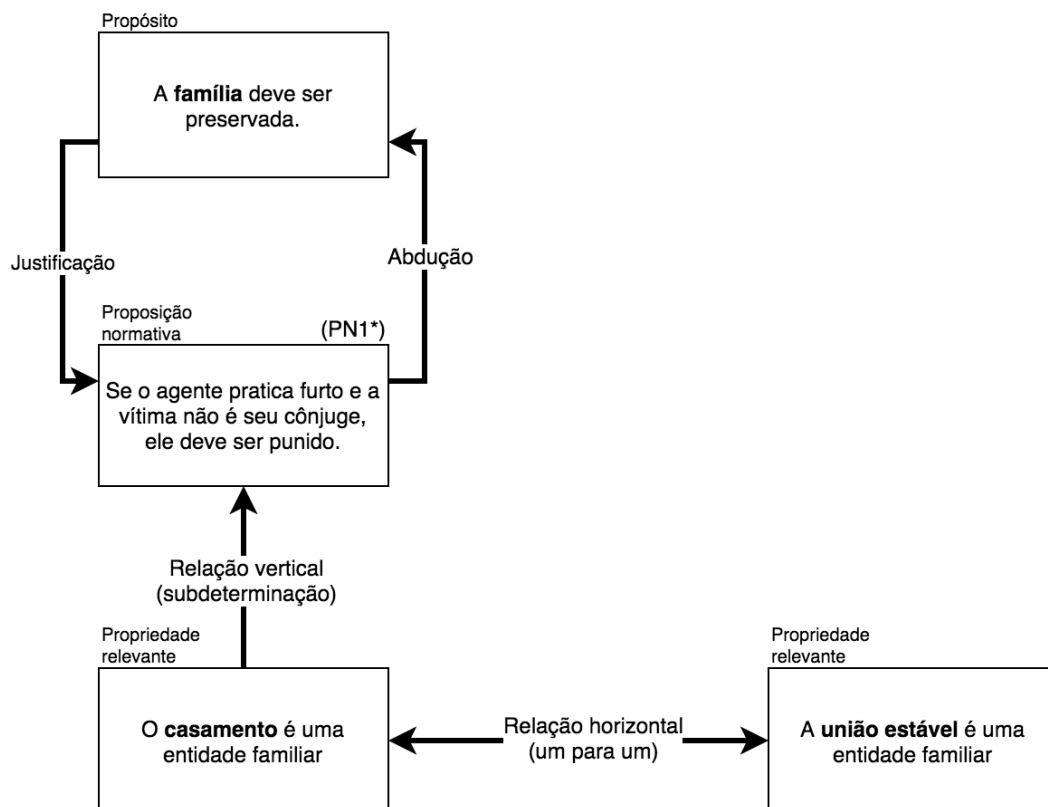 Propósito
A família deve ser
preservada.
Justificação
Abdução
Proposição
normativa
(PN1*)
Se o agente pratica furto e a
vítima não é seu cônjuge,
ele deve ser punido.
Relação vertical
(subdeterminação)
Propriedade
relevante
O casamento é uma
entidade familiar
Relação horizontal
(um para um)
Propriedade
relevante
A união estável é uma
entidade familiar